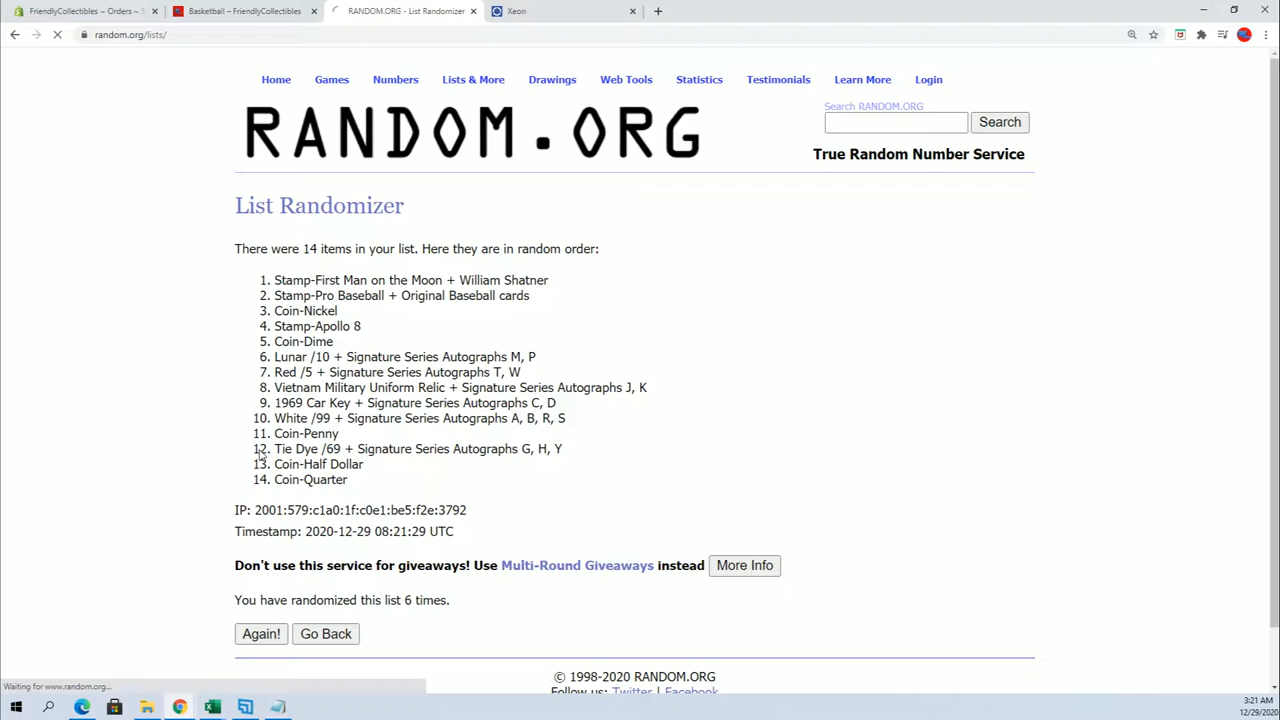 FriendlyCollectibles ~ Orders ~ S
Basketball – FriendlyCollectibles
RANDOM.ORG - List Randomizer
Xeon
random.org/lists/
Home
Games
Numbers
Lists & More
Drawings
Web Tools
Statistics
Testimonials
Learn More
Login
RANDOM.ORG
Search RANDOM.ORG
Search
True Random Number Service
List Randomizer
There were 14 items in your list. Here they are in random order:
1. Stamp-First Man on the Moon + William Shatner
2. Stamp-Pro Baseball + Original Baseball cards
3. Coin-Nickel
4. Stamp-Apollo 8
5. Coin-Dime
6. Lunar /10 + Signature Series Autographs M, P
7. Red /5 + Signature Series Autographs T, W
8. Vietnam Military Uniform Relic + Signature Series Autographs J, K
9. 1969 Car Key + Signature Series Autographs C, D
10. White /99 + Signature Series Autographs A, B, R, S
11. Coin-Penny
12. Tie Dye /69 + Signature Series Autographs G, H, Y
13. Coin-Half Dollar
14. Coin-Quarter
IP: 2001:579:c1a0:1f:c0e1:be5:f2e:3792
Timestamp: 2020-12-29 08:21:29 UTC
Don't use this service for giveaways! Use Multi-Round Giveaways instead
More Info
You have randomized this list 6 times.
Again!
Go Back
© 1998-2020 RANDOM.ORG
Follow us: Twitter | Facebook
Waiting for www.random.org...
3:21 AM
12/29/2020